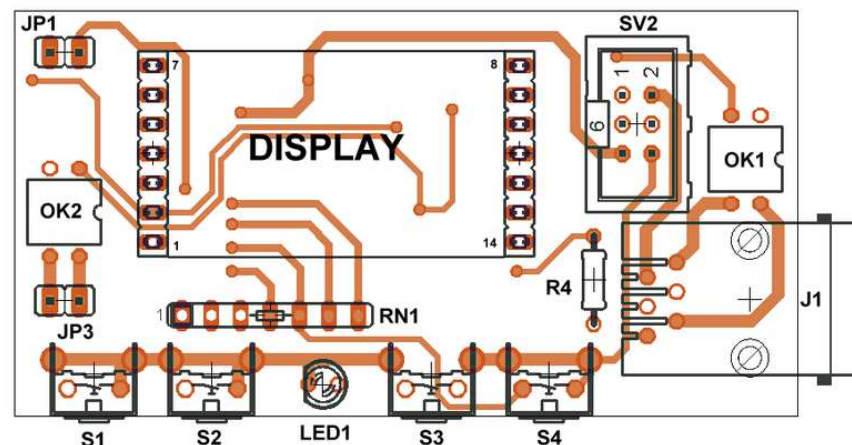 JP1
SV2
7
8
1
2
6
DISPLAY
OK1
OK2
1
14
R4
J1
1
RN1
JP3
S1
S2
LED1
S3
S4